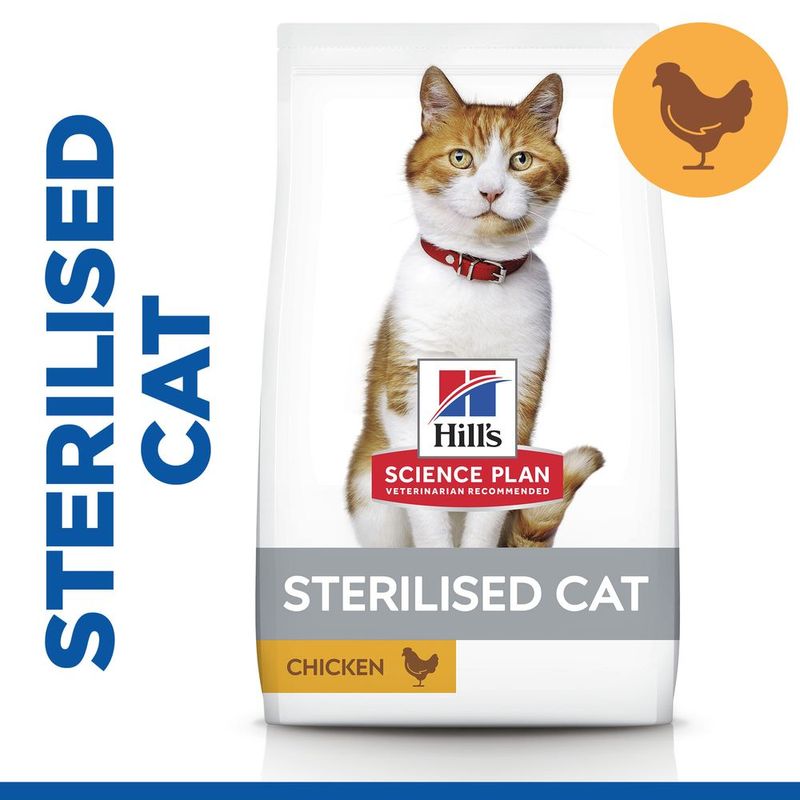 STERILISED
CAT
Hill's
SCIENCE PLAN
VETERINARIAN RECOMMENDED
STERILISED CAT
CHICKEN